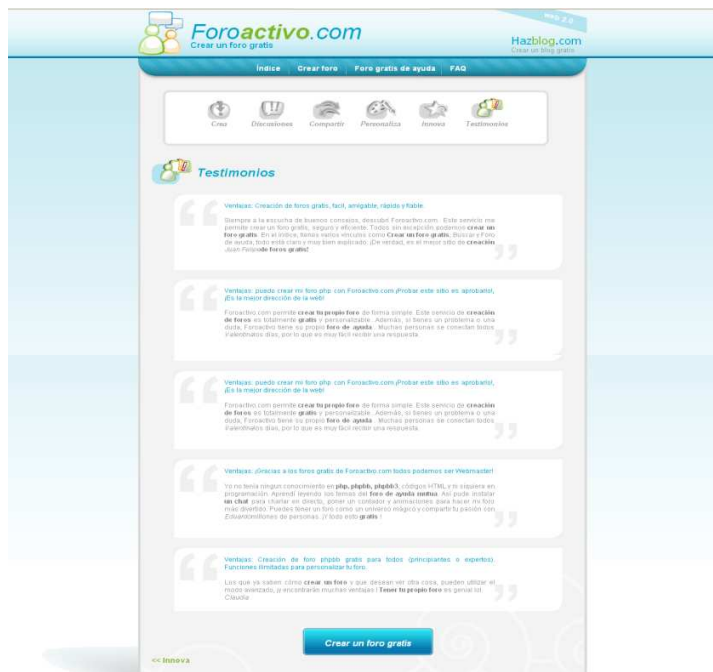 web 2.0
Foroactivo.com
Crear un foro gratis
Hazblog.com
Crear un blog gratis
Índice Crear foro Foro gratis de ayuda FAQ
Crea Discusiones Compartir Personaliza Innova Testimonios
Testimonios
Ventajas: Creación de foros gratis, facil, amigable, rápida y fiable.
Siempre a la escucha de buenos consejos, descubrí Foroactivo.com. Este servicio me
permite crear un foro gratis, seguro y eficiente. Todos sin excepción podemos crear un
foro gratis. En el índice, tienes varios vínculos como Crear un foro gratis, Buscar y Foro
de ayuda, todo está claro y muy bien explicado. ¡De verdad, es el mejor sitio de creación
Juan Felipe de foros gratis!
Ventajas: puedo crear mi foro php con Foroactivo.com ¡Probar este sitio es aprobarlo!,
¡Es la mejor dirección de la web!
Foroactivo.com permite crear tu propio foro de forma simple. Este servicio de creación
de foros es totalmente gratis y personalizable. Además, si tienes un problema o una
duda, Foroactivo tiene su propio foro de ayuda. Muchas personas se conectan todos
los días, por lo que es muy fácil recibir una respuesta.
Ventajas: puedo crear mi foro php con Foroactivo.com ¡Probar este sitio es aprobarlo!,
¡Es la mejor dirección de la web!
Foroactivo.com permite crear tu propio foro de forma simple. Este servicio de creación
de foros es totalmente gratis y personalizable. Además, si tienes un problema o una
duda, Foroactivo tiene su propio foro de ayuda. Muchas personas se conectan todos
los días, por lo que es muy fácil recibir una respuesta.
Ventajas: ¡Gracias a los foros gratis de Foroactivo.com todos podemos ser Webmaster!
Yo no tenía ningun conocimiento en php, phpbb, phpbb3, códigos HTML y ni siquiera en
programación. Aprendí leyendo los temas del foro de ayuda mutua. Así pude instalar
un chat para charlar en directo, poner un contador y animaciones para hacer mi foro
más divertido. Puedes tener un foro como un universo mágico y compartir tu pasión con
Eduardo millones de personas. ¡Y todo esto gratis !
Ventajas: Creación de foro phpbb gratis para todos (principiantes o expertos).
Funciones ilimitadas para personalizar tu foro.
Los que ya saben cómo crear un foro y que desean ver otra cosa, pueden utilizar el
modo avanzado, ¡y encontrarán muchas ventajas ! Tener tu propio foro es genial lol
Claudia
Crear un foro gratis
<< Innova